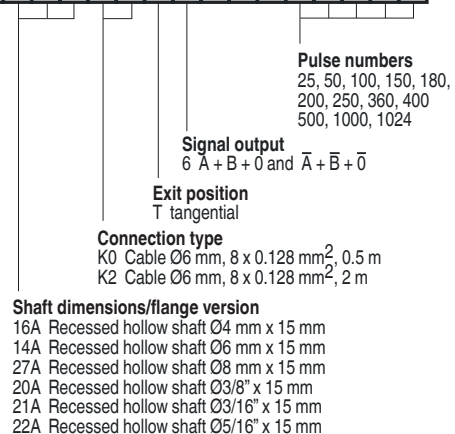 Pulse numbers
25, 50, 100, 150, 180,
200, 250, 360, 400
500, 1000, 1024
Signal output
6 A + B + 0 and A̅ + B̅ + 0̅
Exit position
T tangential
Connection type
K0 Cable Ø6 mm, 8 x 0.128 mm², 0.5 m
K2 Cable Ø6 mm, 8 x 0.128 mm², 2 m
Shaft dimensions/flange version
16A Recessed hollow shaft Ø4 mm x 15 mm
14A Recessed hollow shaft Ø6 mm x 15 mm
27A Recessed hollow shaft Ø8 mm x 15 mm
20A Recessed hollow shaft Ø3/8” x 15 mm
21A Recessed hollow shaft Ø3/16” x 15 mm
22A Recessed hollow shaft Ø5/16” x 15 mm